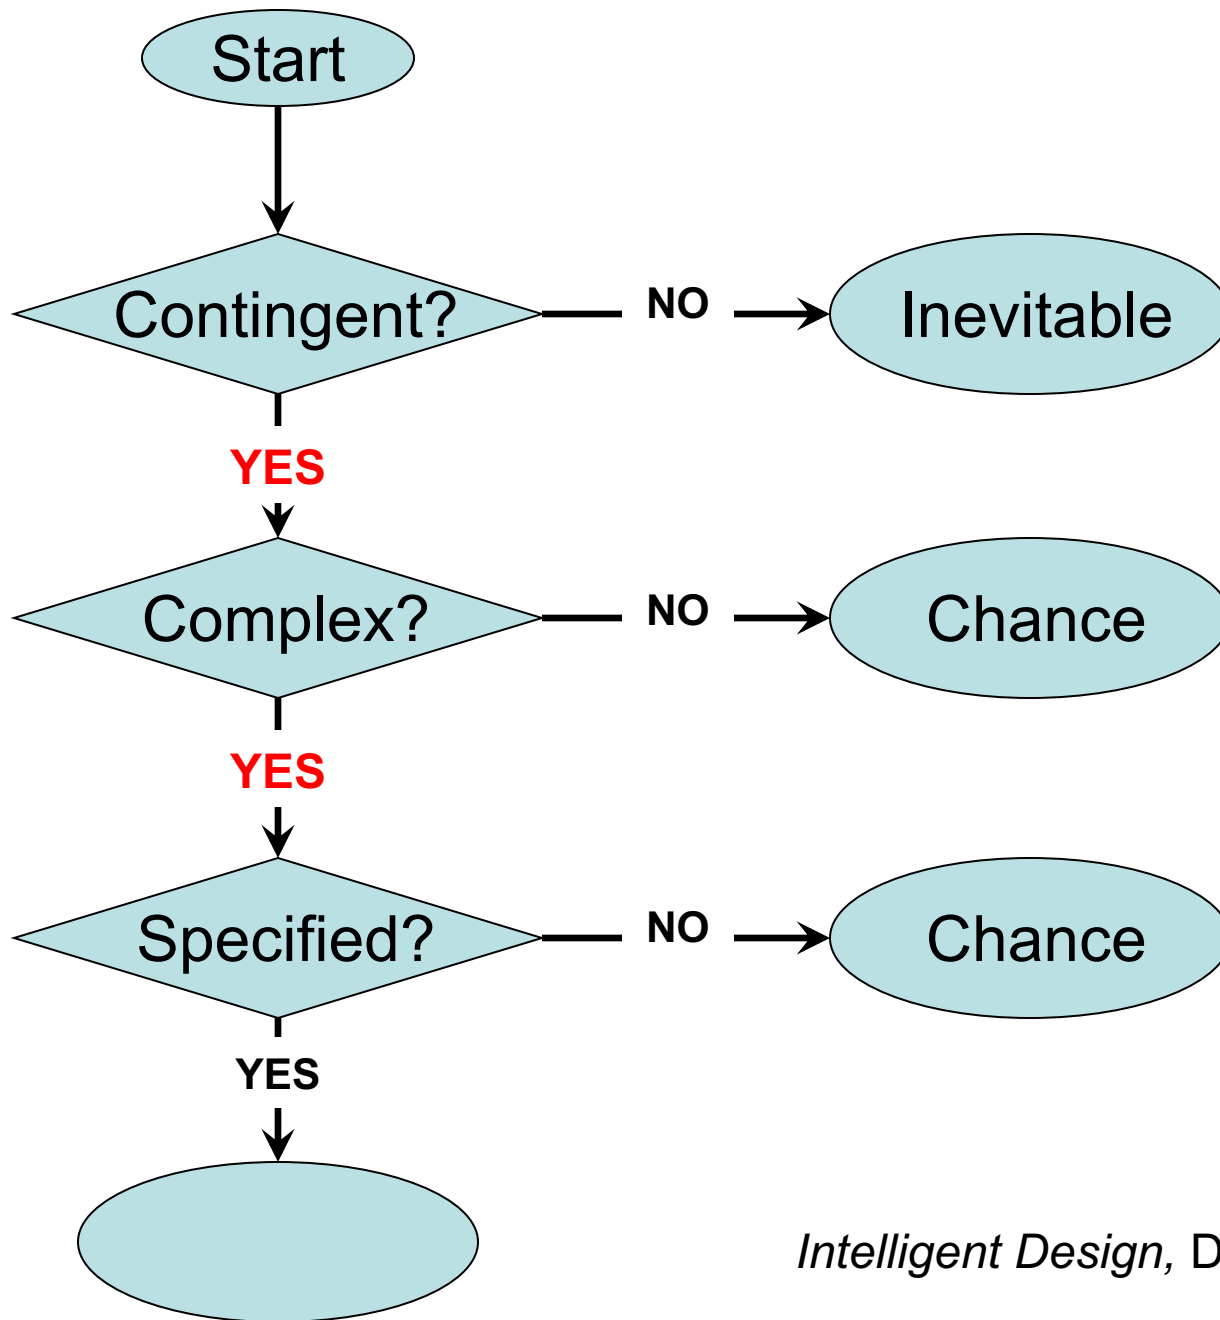 Start
Contingent?
NO
Inevitable
YES
Complex?
NO
Chance
YES
Specified?
NO
Chance
YES
Intelligent Design, D